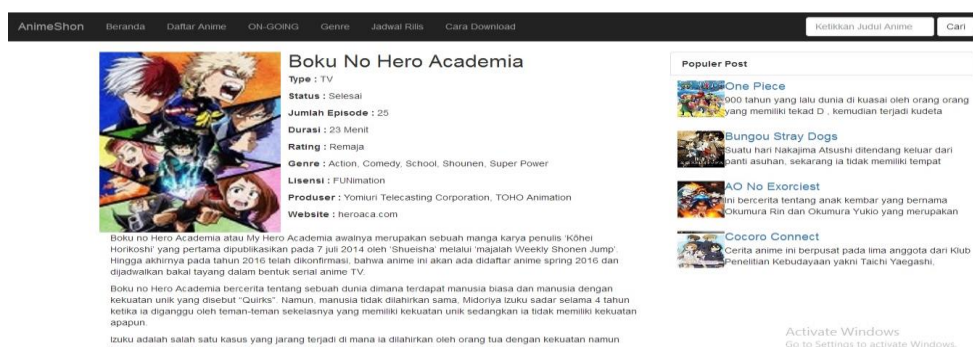 AnimeShon Beranda Daftar Anime ON-GOING Genre Jadwal Rilis Cara Download Ketikkan Judul Anime Cari
Boku No Hero Academia
Type : TV
Status : Selesai
Jumlah Episode : 25
Durasi : 23 Menit
Rating : Remaja
Genre : Action, Comedy, School, Shounen, Super Power
Lisensi : FUNimation
Produser : Yomiuri Telecasting Corporation, TOHO Animation
Website : heroaca.com
Boku no Hero Academia atau My Hero Academia awalnya merupakan sebuah manga karya penulis 'Kōhei
Horikoshi' yang pertama dipublikasikan pada 7 juli 2014 oleh 'Shueisha' melalui 'majalah Weekly Shonen Jump'.
Hingga akhirnya pada tahun 2016 telah dikonfirmasi, bahwa anime ini akan ada didaftar anime spring 2016 dan
dijadwalkan bakal tayang dalam bentuk serial anime TV.
Boku no Hero Academia bercerita tentang sebuah dunia dimana terdapat manusia biasa dan manusia dengan
kekuatan unik yang disebut "Quirks". Namun, manusia tidak dilahirkan sama, Midoriya Izuku sadar selama 4 tahun
ketika ia diganggu oleh teman-teman sekelasnya yang memiliki kekuatan unik sedangkan ia tidak memiliki kekuatan
apapun.
Izuku adalah salah satu kasus yang jarang terjadi di mana ia dilahirkan oleh orang tua dengan kekuatan namun
Populer Post
One Piece
900 tahun yang lalu dunia di kuasai oleh orang orang
yang memiliki tekad D , kemudian terjadi kudeta
Bungou Stray Dogs
Suatu hari Nakajima Atsushi ditendang keluar dari
panti asuhan, sekarang ia tidak memiliki tempat
AO No Exorciest
Ini bercerita tentang anak kembar yang bernama
Okumura Rin dan Okumura Yukio yang merupakan
Cocoro Connect
Cerita anime ini berpusat pada lima anggota dari Klub
Penelitian Kebudayaan yakni Taichi Yaegashi,
Activate Windows
Go to Settings to activate Windows.